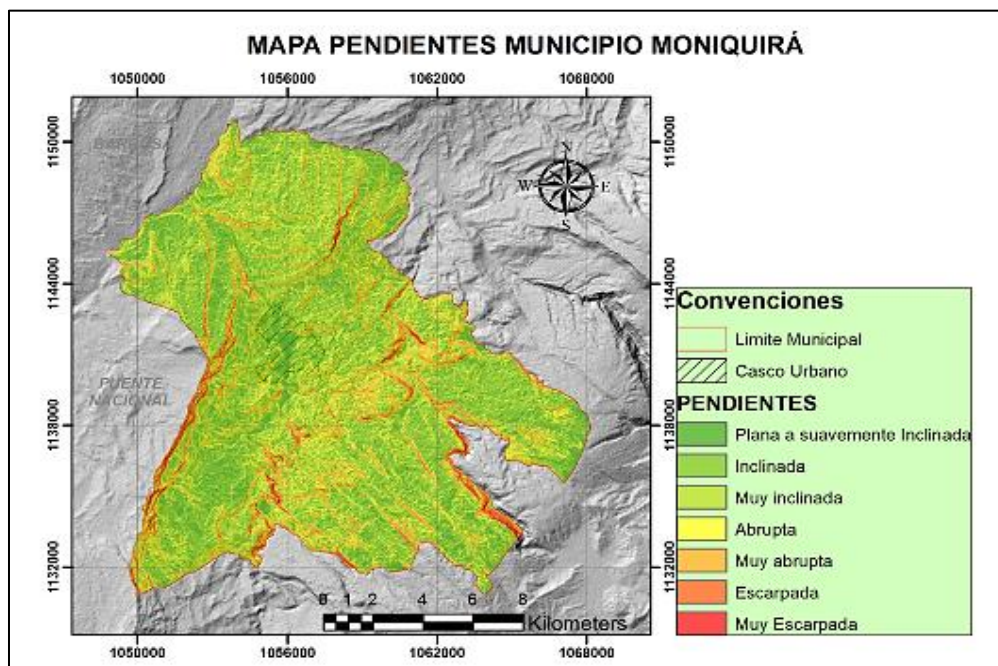 MAPA PENDIENTES MUNICIPIO MONIQUIRÁ
1050000 1056000 1062000 1068000
1150000 1150000
1144000 1144000
1138000 1138000
1132000 1132000
N
W E
S
PUENTE
NACIONAL
0 1 2 4 6 8
Kilometers
1050000 1056000 1062000 1068000
Convenciones
Limite Municipal
Casco Urbano
PENDIENTES
Plana a suavemente Inclinada
Inclinada
Muy inclinada
Abrupta
Muy abrupta
Escarpada
Muy Escarpada